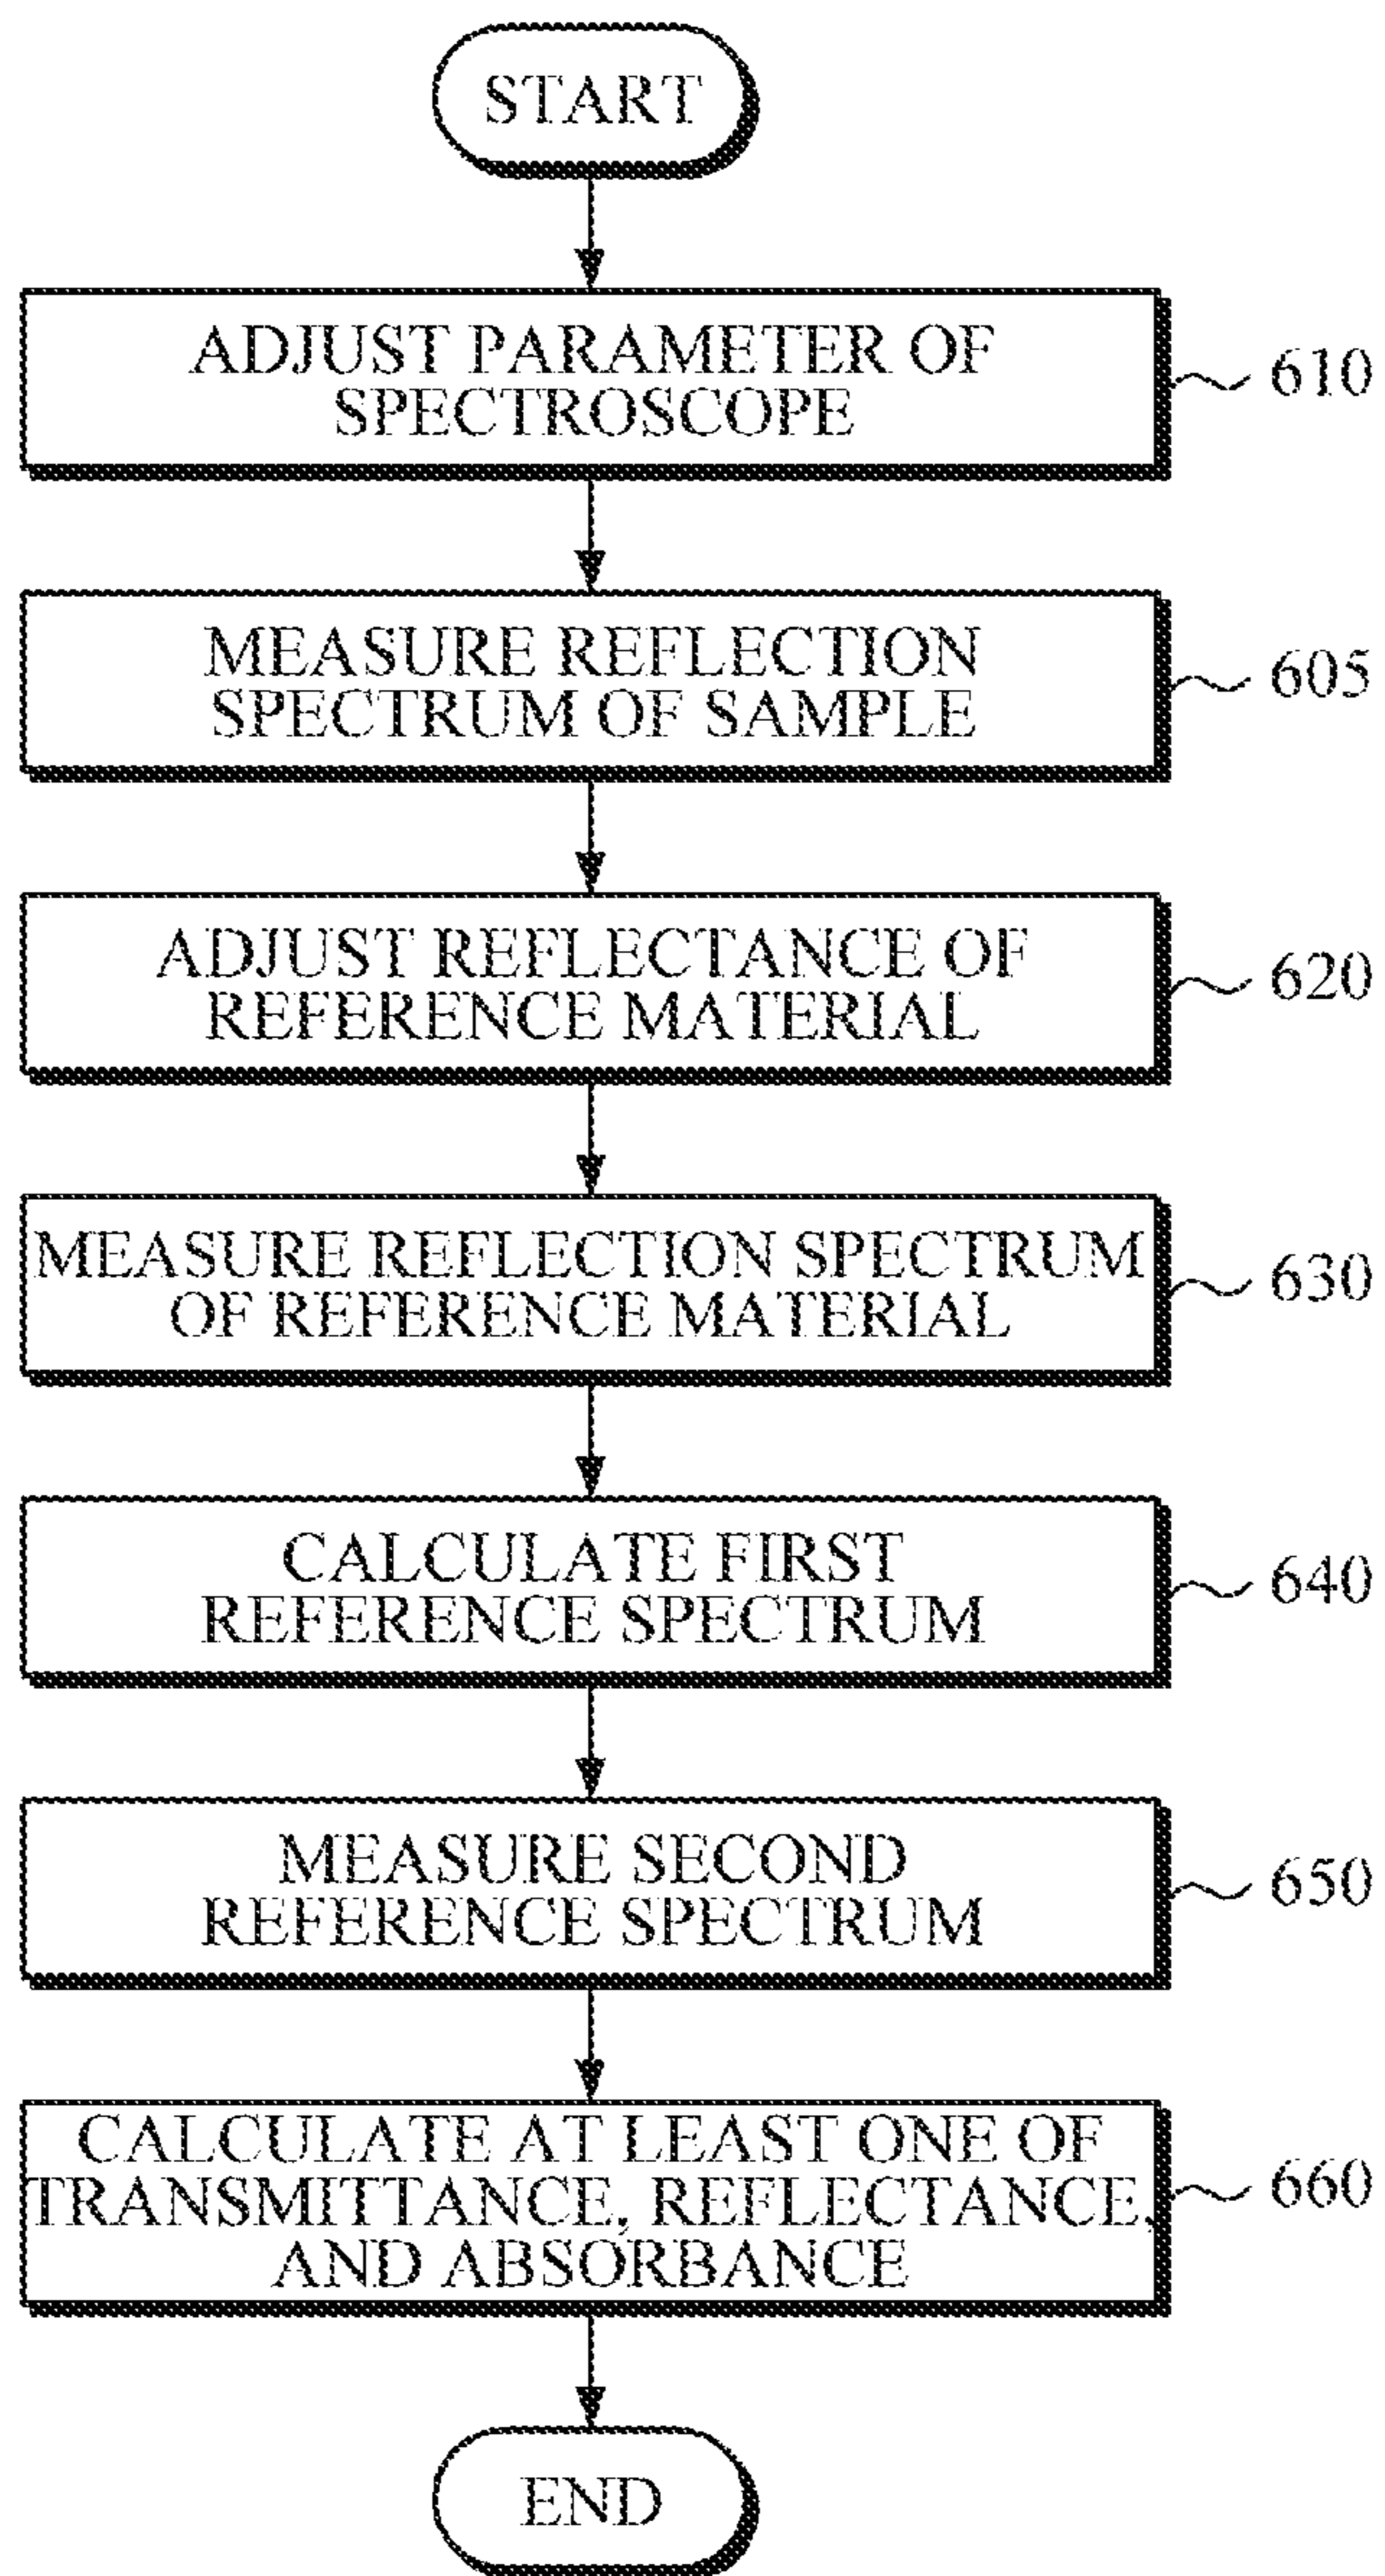 START
ADJUST PARAMETER OF
SPECTROSCOPE
610
MEASURE REFLECTION
SPECTRUM OF SAMPLE
605
ADJUST REFLECTANCE OF
REFERENCE MATERIAL
620
MEASURE REFLECTION SPECTRUM
OF REFERENCE MATERIAL
630
CALCULATE FIRST
REFERENCE SPECTRUM
640
MEASURE SECOND
REFERENCE SPECTRUM
650
CALCULATE AT LEAST ONE OF
TRANSMITTANCE, REFLECTANCE,
AND ABSORBANCE
660
END